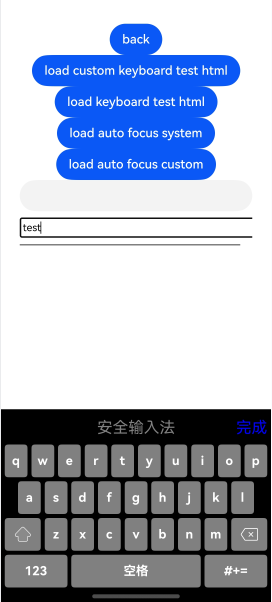 back
load custom keyboard test html
load keyboard test html
load auto focus system
load auto focus custom
test
安全输入法 完成
q w e r t y u i o p
a s d f g h j k l
z x c v b n m
123 空格 #+=